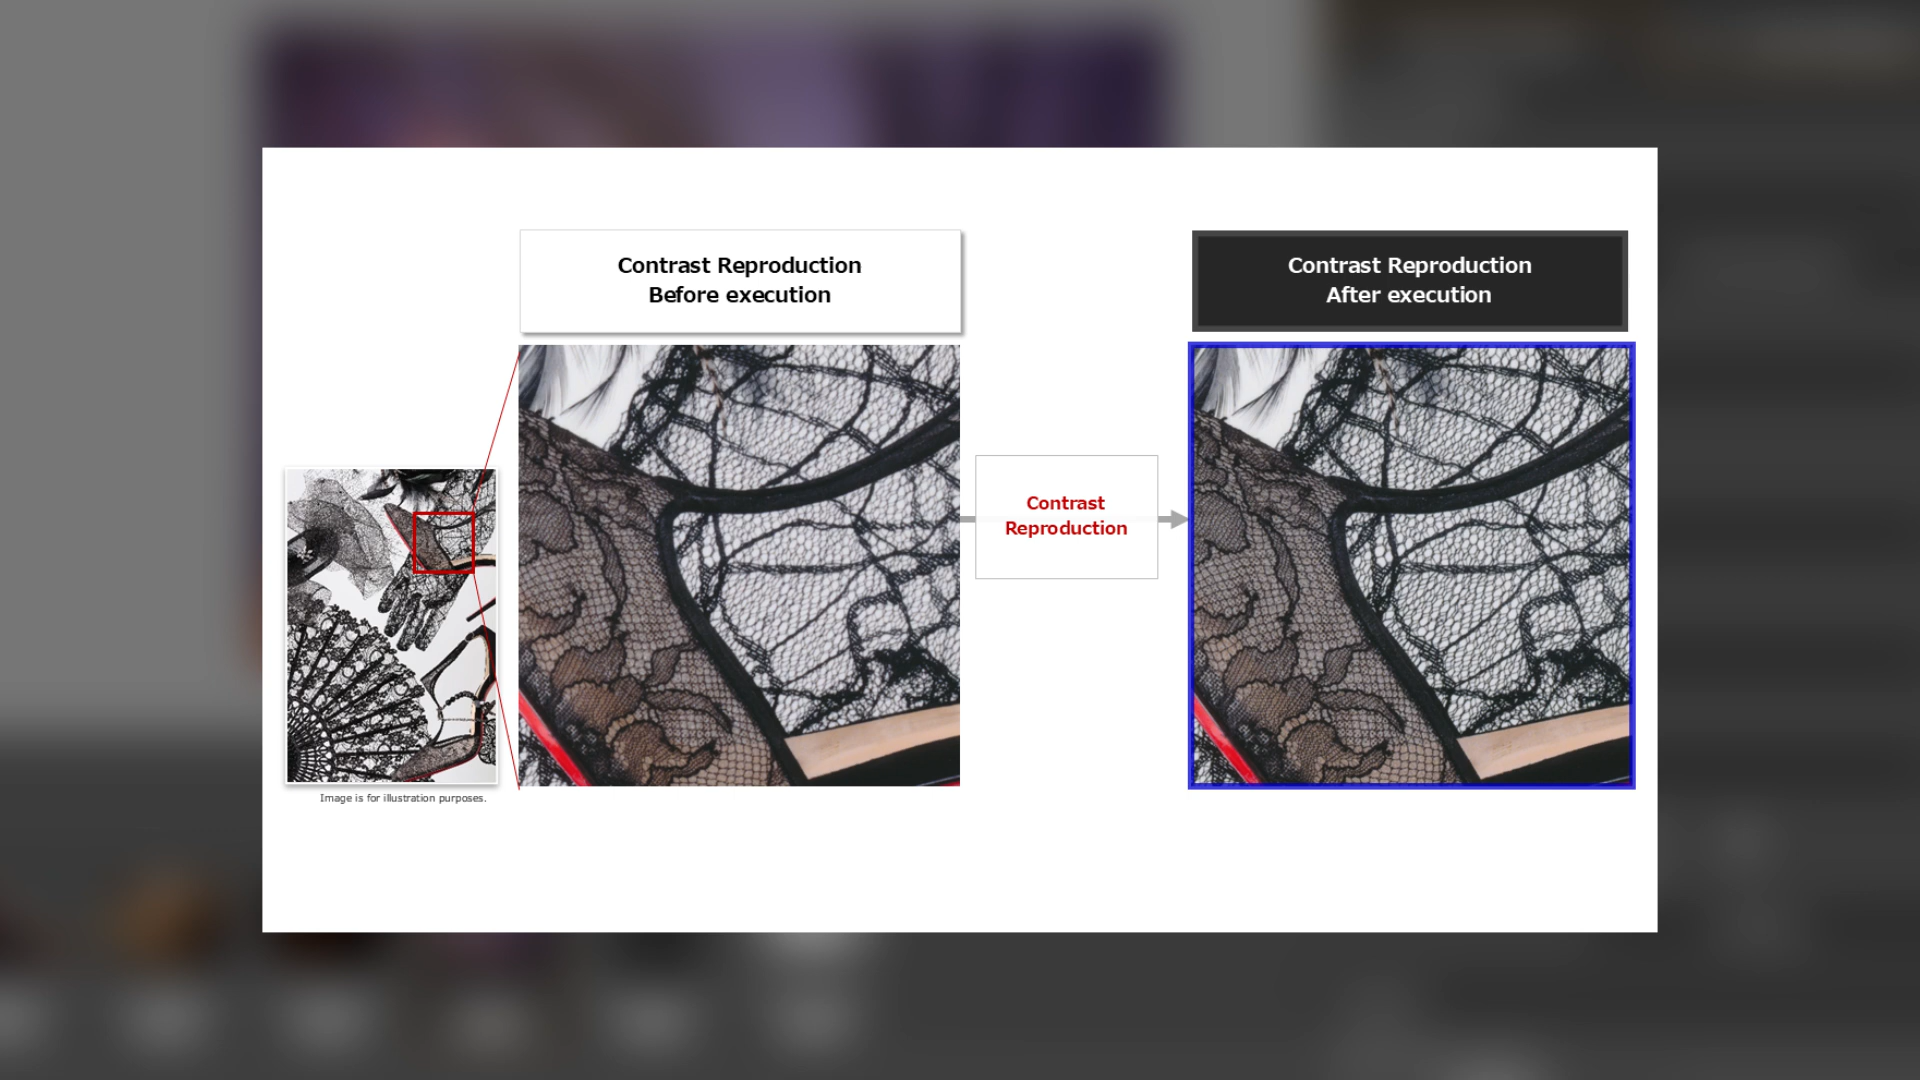 Contrast Reproduction
Before execution
Contrast Reproduction
After execution
Contrast
Reproduction
Image is for illustration purposes.